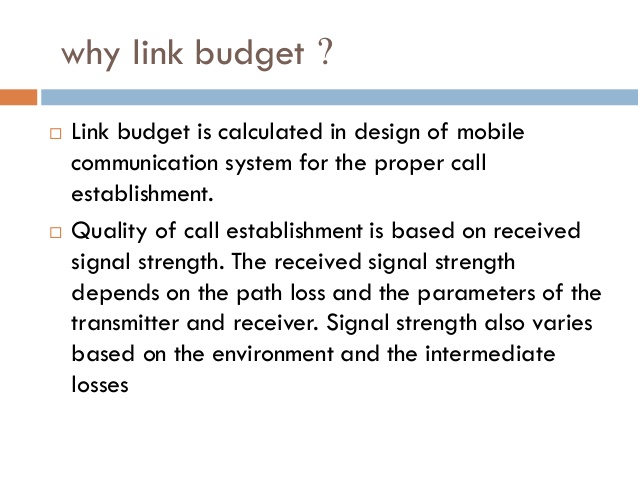 why link budget ?
Link budget is calculated in design of mobile
communication system for the proper call
establishment.
Quality of call establishment is based on received
signal strength. The received signal strength
depends on the path loss and the parameters of the
transmitter and receiver. Signal strength also varies
based on the environment and the intermediate
losses